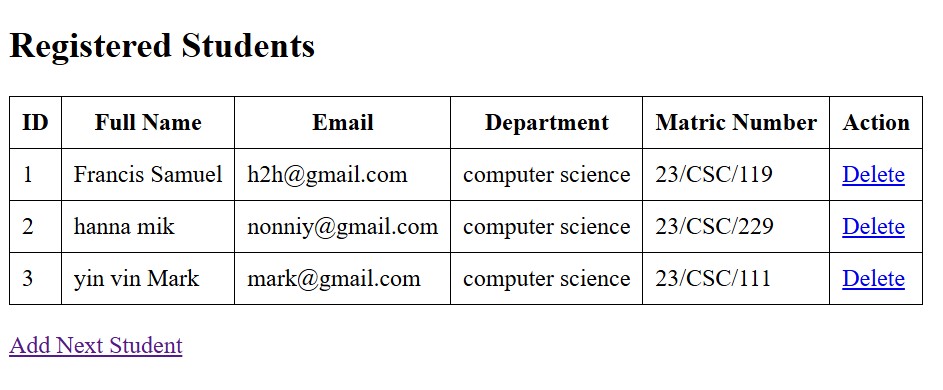 Registered Students
ID Full Name Email Department Matric Number Action
1 Francis Samuel h2h@gmail.com computer science 23/CSC/119 Delete
2 hanna mik nonniy@gmail.com computer science 23/CSC/229 Delete
3 yin vin Mark mark@gmail.com computer science 23/CSC/111 Delete
Add Next Student